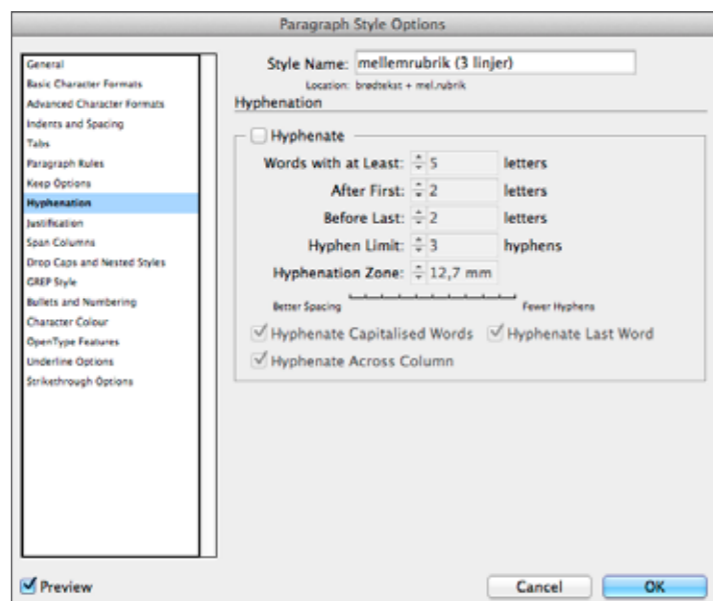 Paragraph Style Options
General
Basic Character Formats
Advanced Character Formats
Indents and Spacing
Tabs
Paragraph Rules
Keep Options
Hyphenation
Justification
Span Columns
Drop Caps and Nested Styles
GREP Style
Bullets and Numbering
Character Colour
OpenType Features
Underline Options
Strikethrough Options
Style Name: mellemrubrik (3 linjer)
Location: brødtekst + mel.rubrik
Hyphenation
Hyphenate
Words with at Least: 5 letters
After First: 2 letters
Before Last: 2 letters
Hyphen Limit: 3 hyphens
Hyphenation Zone: 12,7 mm
Better Spacing Fewer Hyphens
Hyphenate Capitalised Words Hyphenate Last Word
Hyphenate Across Column
Preview Cancel OK